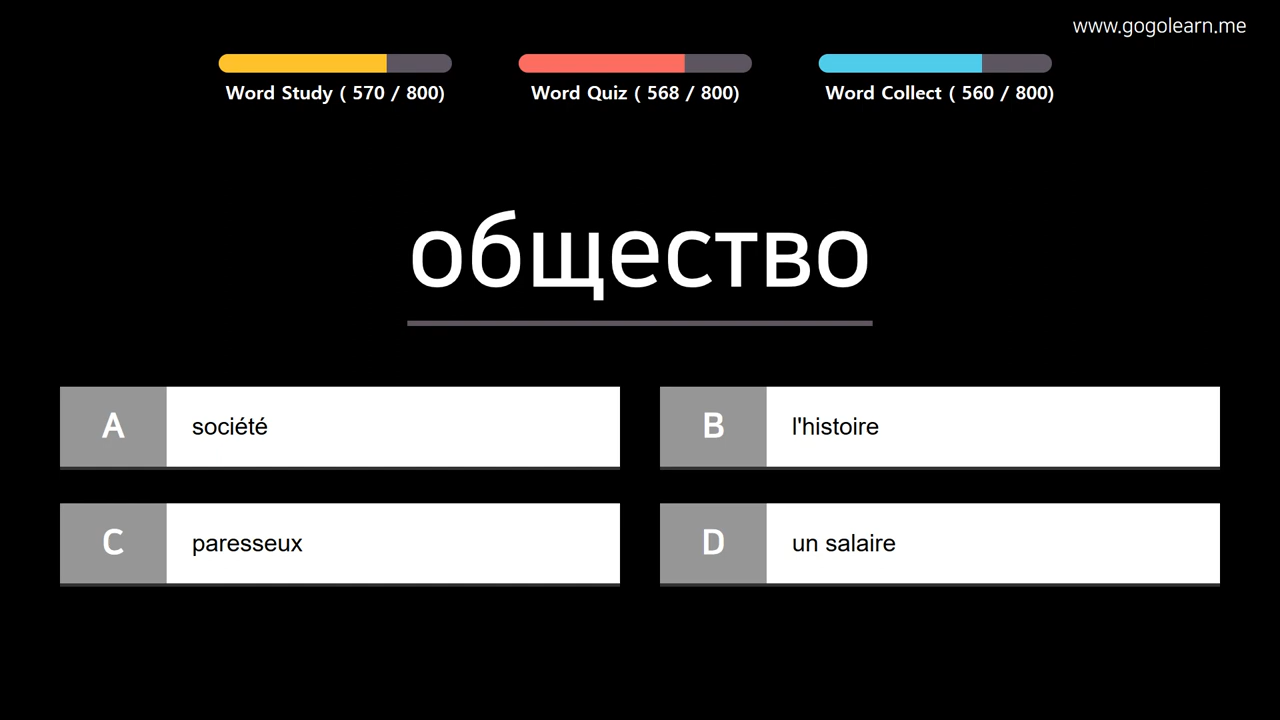 www.gogolearn.me
Word Study ( 570 / 800)
Word Quiz ( 568 / 800)
Word Collect ( 560 / 800)
общество
A
société
B
l'histoire
C
paresseux
D
un salaire